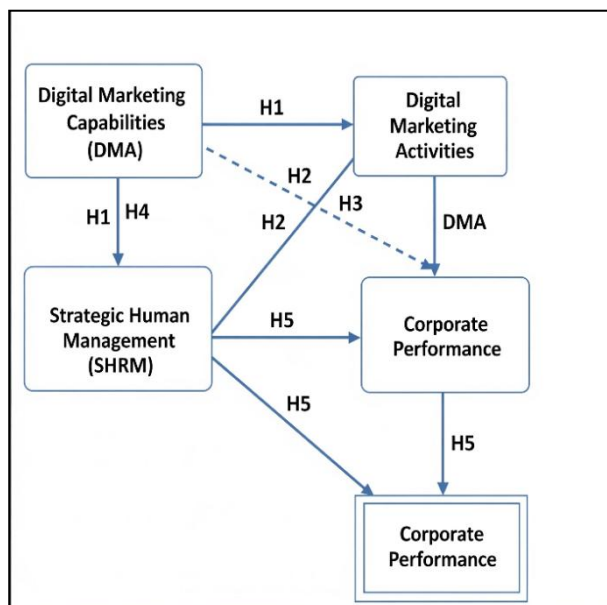 Digital Marketing
Capabilities
(DMA)
H1
Digital
Marketing
Activities
H2
H3
H1
H4
H2
DMA
Strategic Human
Management
(SHRM)
H5
Corporate
Performance
H5
H5
Corporate
Performance